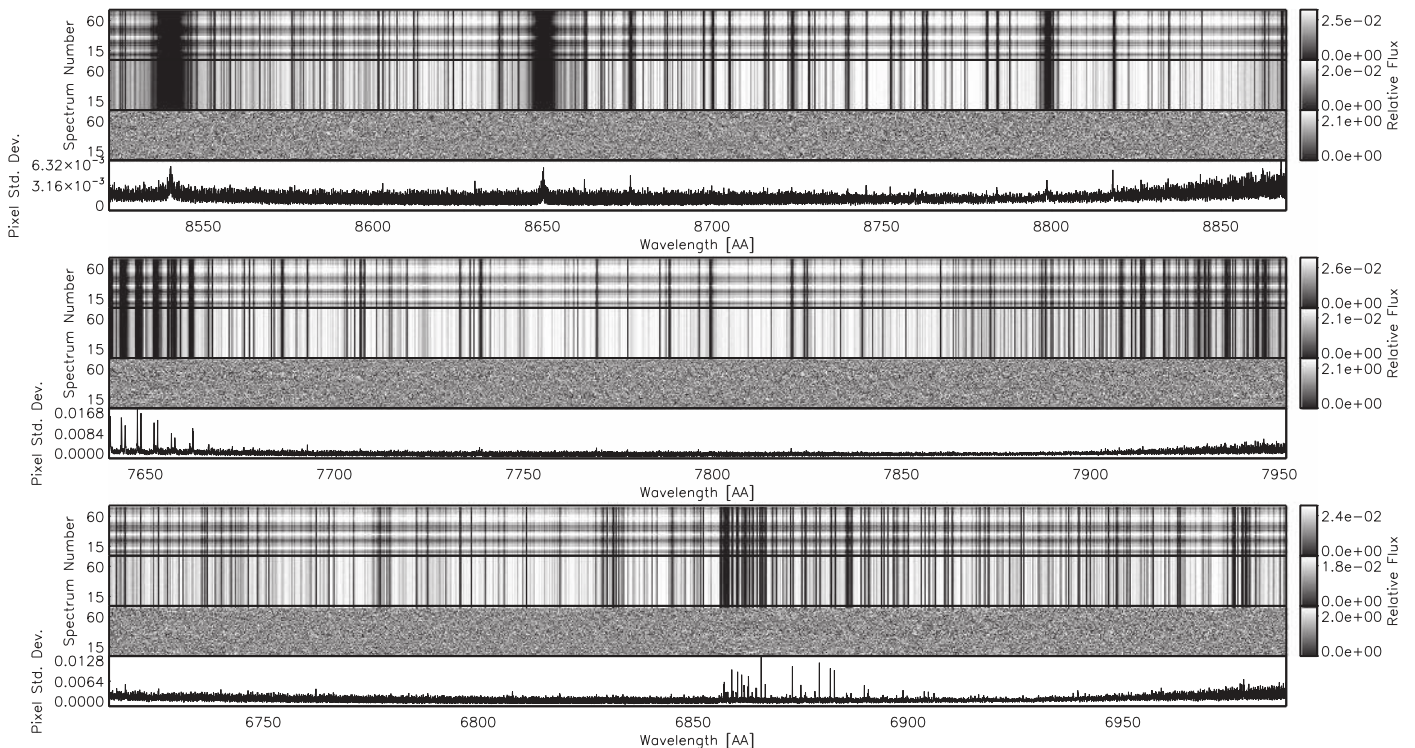 Spectrum Number
60
15
60
15
60
15
Pixel Std. Dev.
6.32×10⁻³
3.16×10⁻³
0
8550
8600
8650
8700
8750
8800
8850
Wavelength [AA]
2.5e−02
0.0e+00
2.0e−02
0.0e+00
2.1e+00
0.0e+00
Relative Flux
Spectrum Number
60
15
60
15
60
15
Pixel Std. Dev.
0.0168
0.0084
0.0000
7650
7700
7750
7800
7850
7900
7950
Wavelength [AA]
2.6e−02
0.0e+00
2.1e−02
0.0e+00
2.1e+00
0.0e+00
Relative Flux
Spectrum Number
60
15
60
15
60
15
Pixel Std. Dev.
0.0128
0.0064
0.0000
6750
6800
6850
6900
6950
Wavelength [AA]
2.4e−02
0.0e+00
1.8e−02
0.0e+00
2.0e+00
0.0e+00
Relative Flux